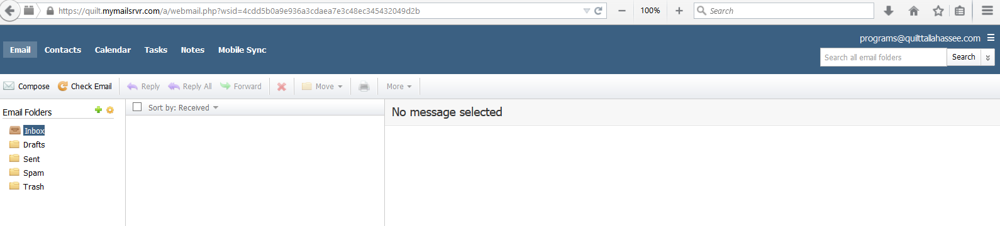 https://quilt.mymailsrvr.com/a/webmail.php?wsid=4cdd5b0a9e936a3cdaea7e3c48ec345432049d2b 100% Search
programs@quilttallahassee.com
Email Contacts Calendar Tasks Notes Mobile Sync
Search all email folders Search
Compose Check Email Reply Reply All Forward Move More
Email Folders
Sort by: Received
No message selected
Inbox
Drafts
Sent
Spam
Trash